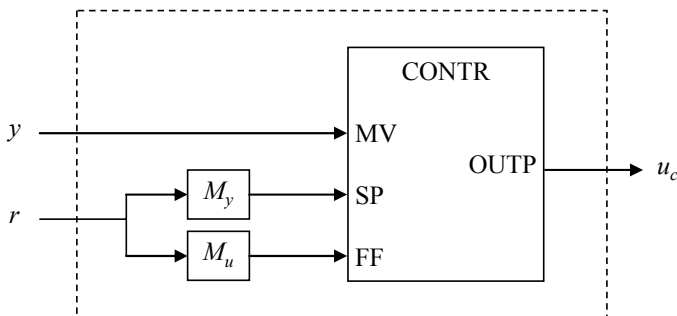 CONTR
y MV
OUTP u_c
M_y SP
r
M_u FF